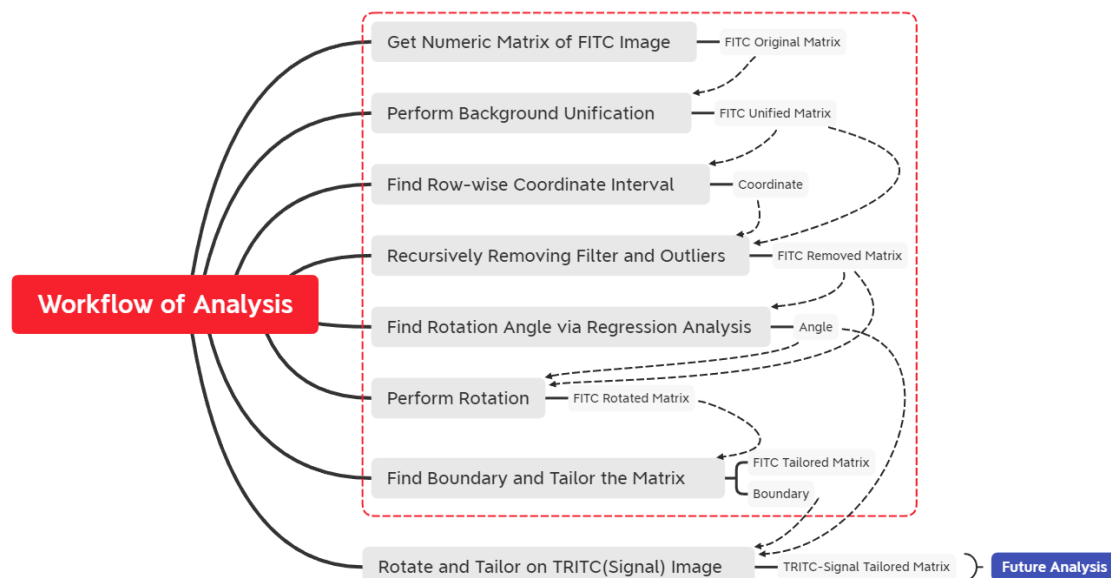 Get Numeric Matrix of FITC Image
FITC Original Matrix
Perform Background Unification
FITC Unified Matrix
Find Row-wise Coordinate Interval
Coordinate
Recursively Removing Filter and Outliers
FITC Removed Matrix
Workflow of Analysis
Find Rotation Angle via Regression Analysis
Angle
Perform Rotation
FITC Rotated Matrix
Find Boundary and Tailor the Matrix
FITC Tailored Matrix
Boundary
Rotate and Tailor on TRITC(Signal) Image
TRITC-Signal Tailored Matrix
Future Analysis